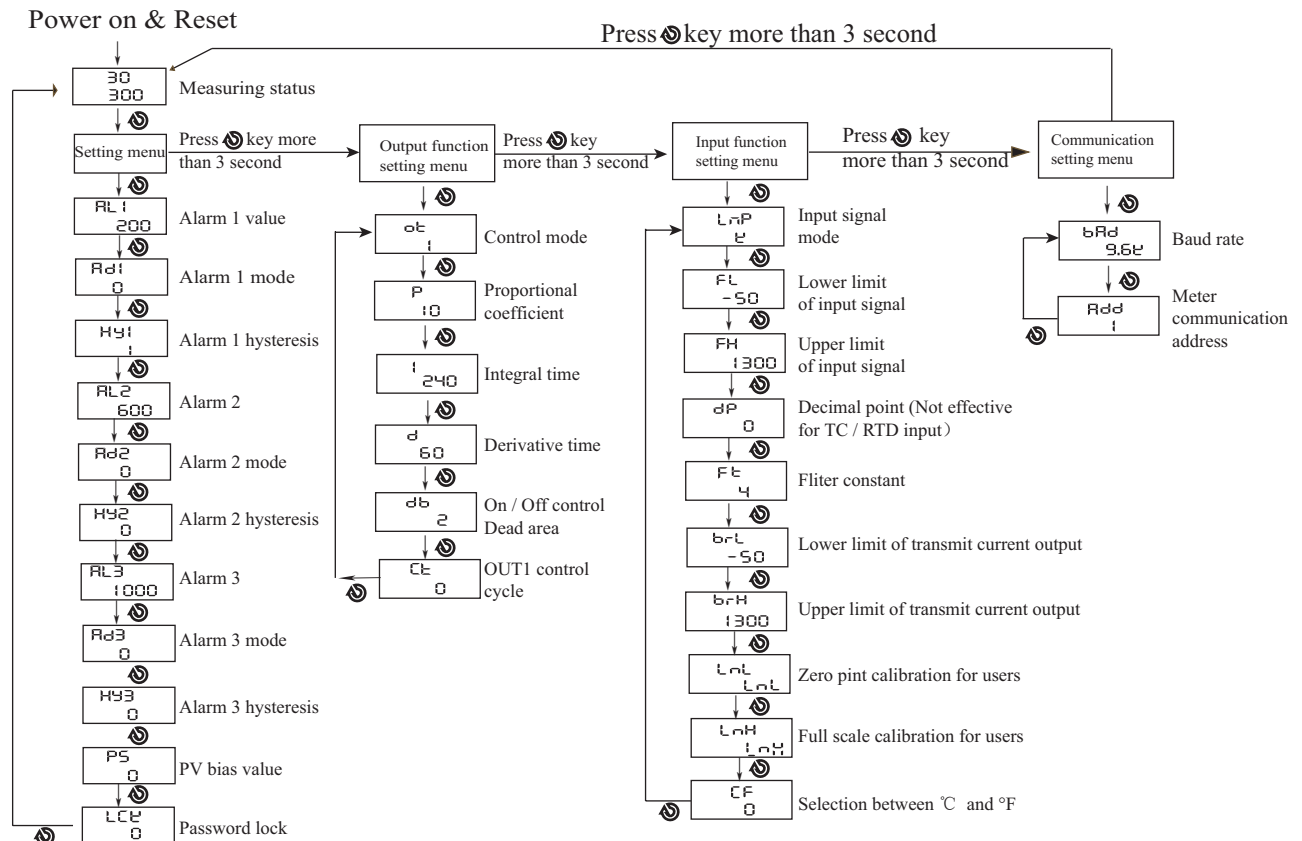 Power on & Reset
Press key more than 3 second
30
300
Measuring status
Setting menu
Press key more
than 3 second
Output function
setting menu
Press key
more than 3 second
Input function
setting menu
Press key
more than 3 second
Communication
setting menu
AL1
200
Alarm 1 value
Ad1
0
Alarm 1 mode
HY1
1
Alarm 1 hysteresis
AL2
600
Alarm 2
Ad2
0
Alarm 2 mode
HY2
0
Alarm 2 hysteresis
AL3
1000
Alarm 3
Ad3
0
Alarm 3 mode
HY3
0
Alarm 3 hysteresis
PS
0
PV bias value
LCK
0
Password lock
ot
1
Control mode
P
10
Proportional
coefficient
I
240
Integral time
d
60
Derivative time
db
2
On / Off control
Dead area
Ct
0
OUT1 control
cycle
InP
K
Input signal
mode
FL
-50
Lower limit
of input signal
FH
1300
Upper limit
of input signal
dP
0
Decimal point (Not effective
for TC / RTD input）
Ft
4
Fliter constant
brL
-50
Lower limit of transmit current output
brH
1300
Upper limit of transmit current output
LnL
LnL
Zero pint calibration for users
LnH
LnH
Full scale calibration for users
CF
0
Selection between ℃ and °F
bAd
9.6K
Baud rate
Add
1
Meter
communication
address